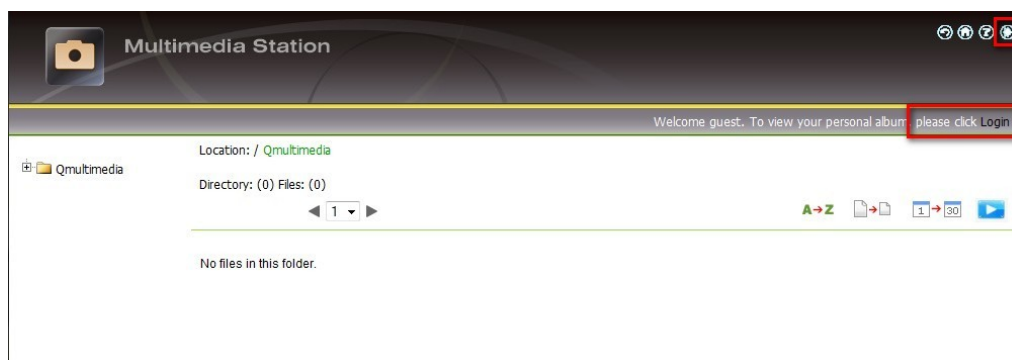 Multimedia Station
Welcome guest. To view your personal album, please click Login
Location: / Qmultimedia
Qmultimedia
Directory: (0) Files: (0)
1
A→Z
1→30
No files in this folder.